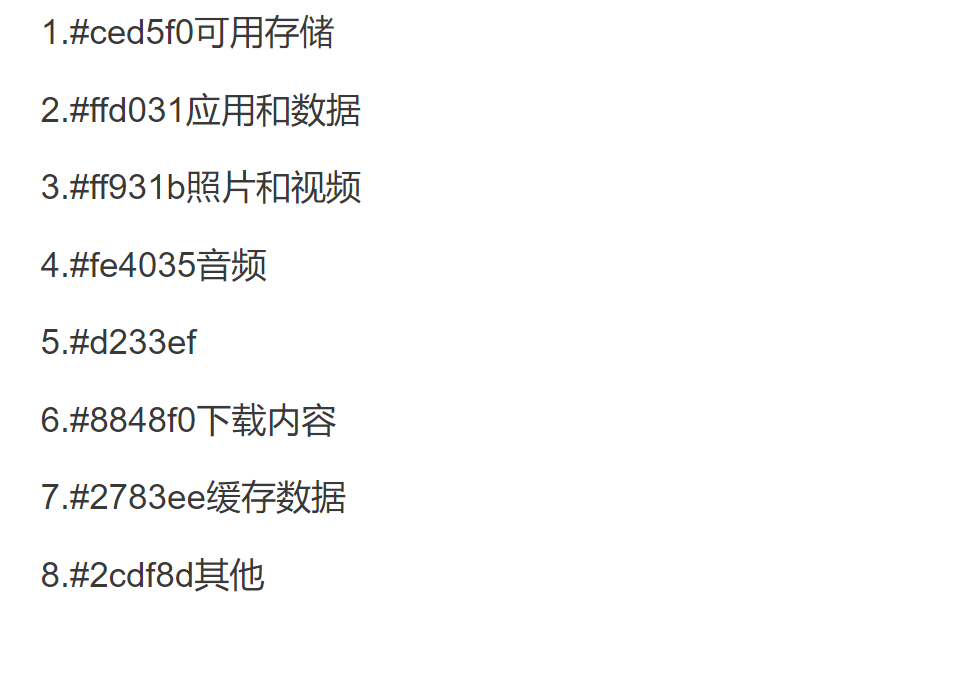 1.#ced5f0可用存储
2.#ffd031应用和数据
3.#ff931b照片和视频
4.#fe4035音频
5.#d233ef
6.#8848f0下载内容
7.#2783ee缓存数据
8.#2cdf8d其他